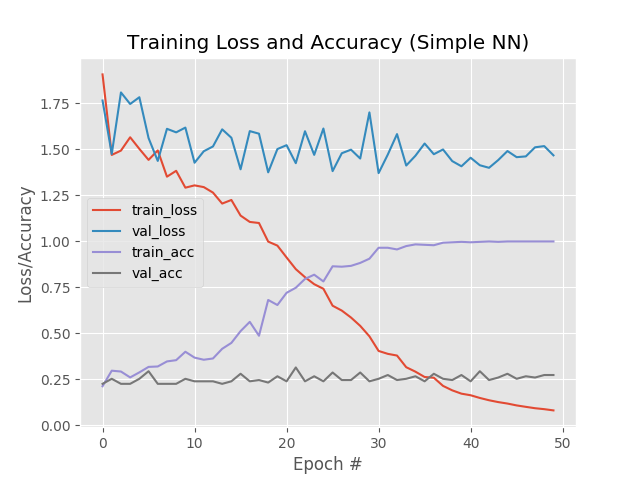 Training Loss and Accuracy (Simple NN)
Loss/Accuracy
1.75
1.50
1.25
1.00
0.75
0.50
0.25
0.00
train_loss
val_loss
train_acc
val_acc
0 10 20 30 40 50
Epoch #